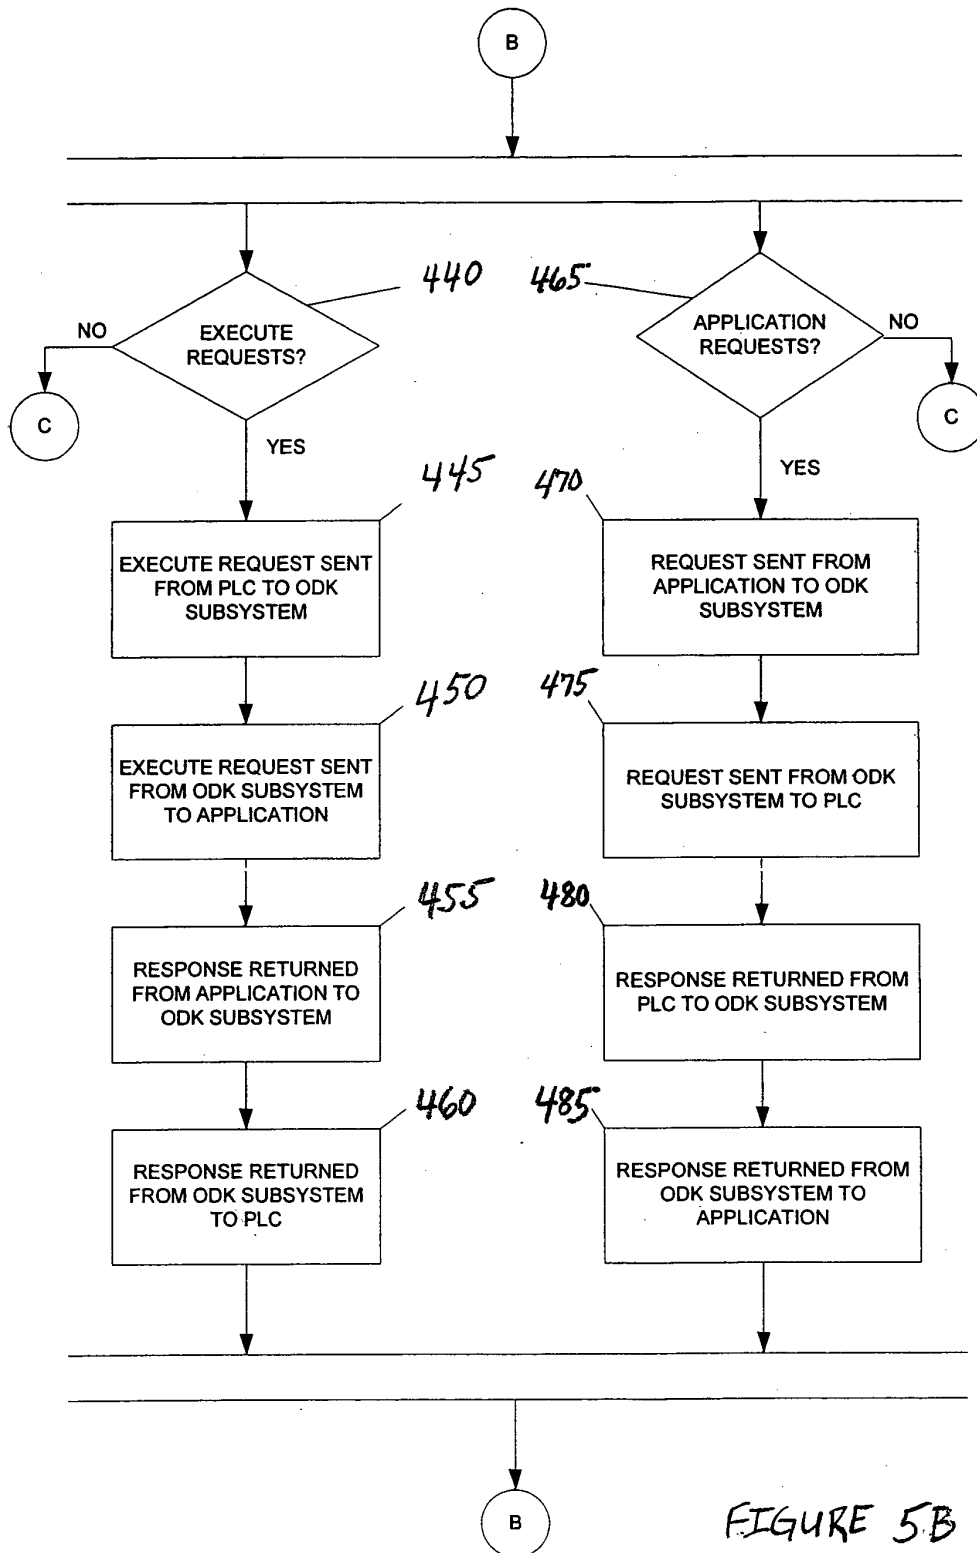 B
440
465
EXECUTE
REQUESTS?
NO
C
YES
APPLICATION
REQUESTS?
NO
C
YES
445
EXECUTE REQUEST SENT
FROM PLC TO ODK
SUBSYSTEM
470
REQUEST SENT FROM
APPLICATION TO ODK
SUBSYSTEM
450
EXECUTE REQUEST SENT
FROM ODK SUBSYSTEM
TO APPLICATION
475
REQUEST SENT FROM ODK
SUBSYSTEM TO PLC
455
RESPONSE RETURNED
FROM APPLICATION TO
ODK SUBSYSTEM
480
RESPONSE RETURNED FROM
PLC TO ODK SUBSYSTEM
460
RESPONSE RETURNED
FROM ODK SUBSYSTEM
TO PLC
485
RESPONSE RETURNED FROM
ODK SUBSYSTEM TO
APPLICATION
B
FIGURE 5B